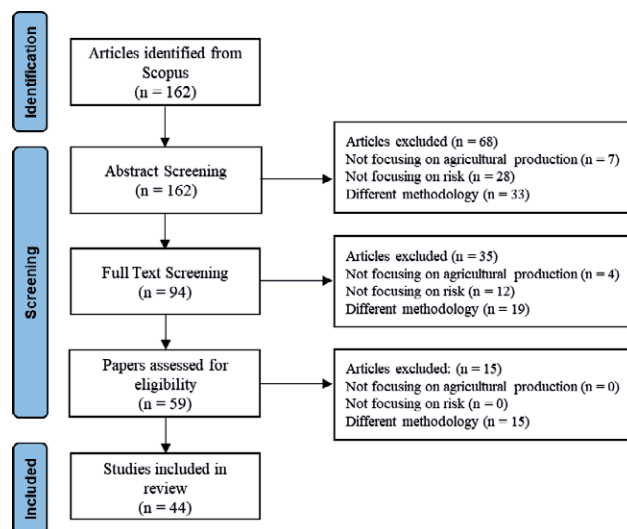 Identification
Articles identified from
Scopus
(n = 162)
Screening
Abstract Screening
(n = 162)
Articles excluded (n = 68)
Not focusing on agricultural production (n = 7)
Not focusing on risk (n = 28)
Different methodology (n = 33)
Full Text Screening
(n = 94)
Articles excluded (n = 35)
Not focusing on agricultural production (n = 4)
Not focusing on risk (n = 12)
Different methodology (n = 19)
Papers assessed for
eligibility
(n = 59)
Articles excluded: (n = 15)
Not focusing on agricultural production (n = 0)
Not focusing on risk (n = 0)
Different methodology (n = 15)
Included
Studies included in
review
(n = 44)